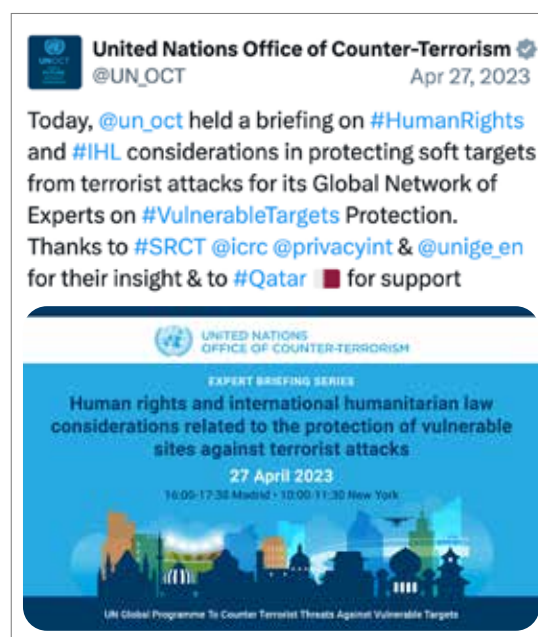 United Nations Office of Counter-Terrorism
@UN_OCT Apr 27, 2023
Today, @un_oct held a briefing on #HumanRights
and #IHL considerations in protecting soft targets
from terrorist attacks for its Global Network of
Experts on #VulnerableTargets Protection.
Thanks to #SRCT @icrc @privacyint & @unige_en
for their insight & to #Qatar 🇶🇦 for support
UNITED NATIONS
OFFICE OF COUNTER-TERRORISM
EXPERT BRIEFING SERIES
Human rights and international humanitarian law
considerations related to the protection of vulnerable
sites against terrorist attacks
27 April 2023
16:00-17:30 Madrid • 10:00-11:30 New York
UN Global Programme To Counter Terrorist Threats Against Vulnerable Targets